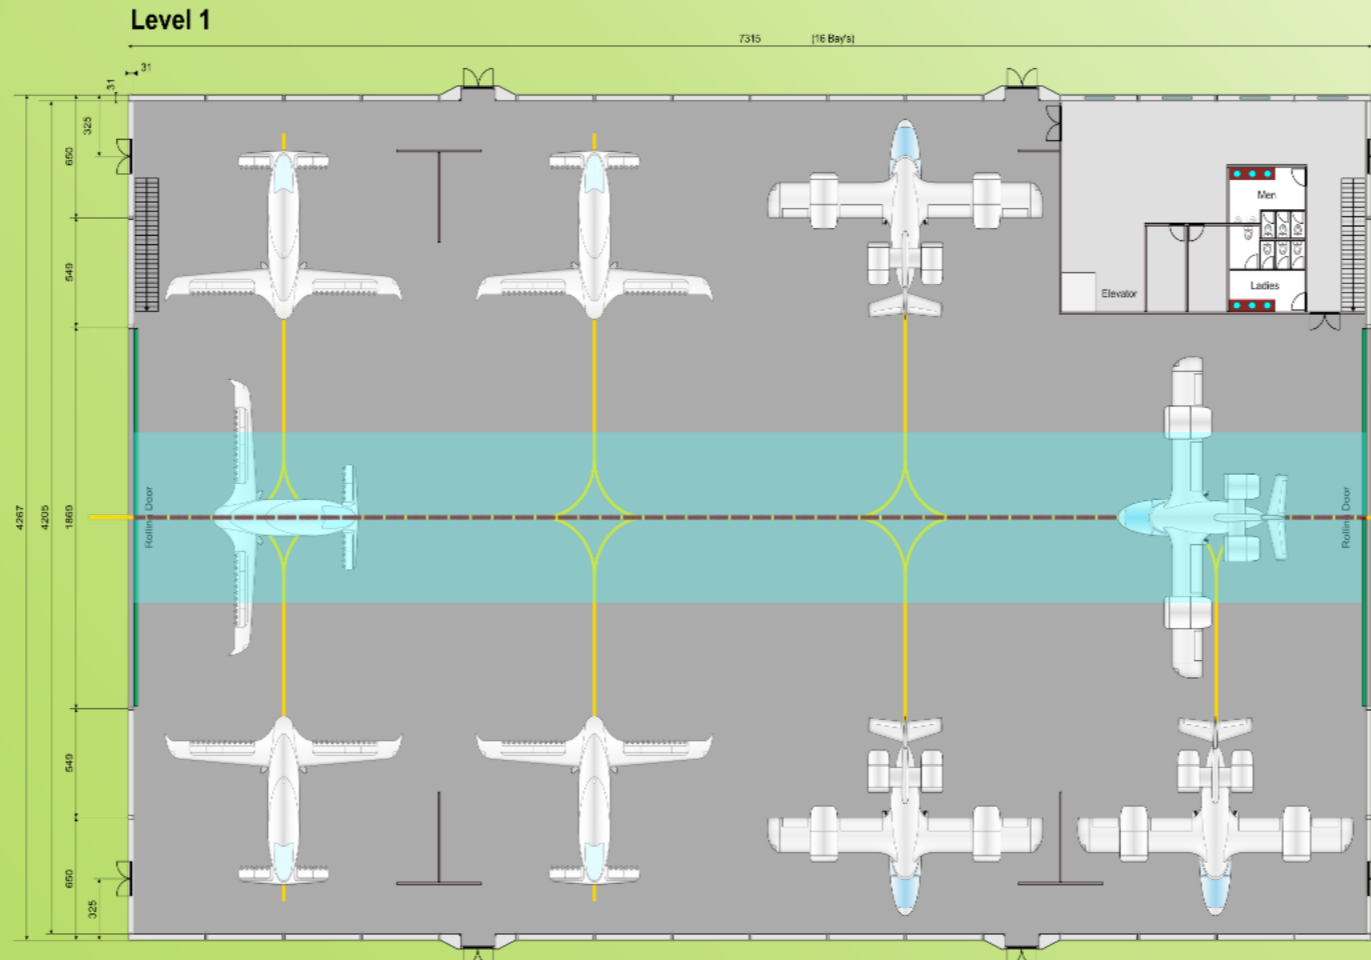 Level 1
7315 (16 Bay's)
31
31
325
650
549
Men
Ladies
Elevator
4267
4205
1869
Rolling Door
Rolling Door
549
650
325